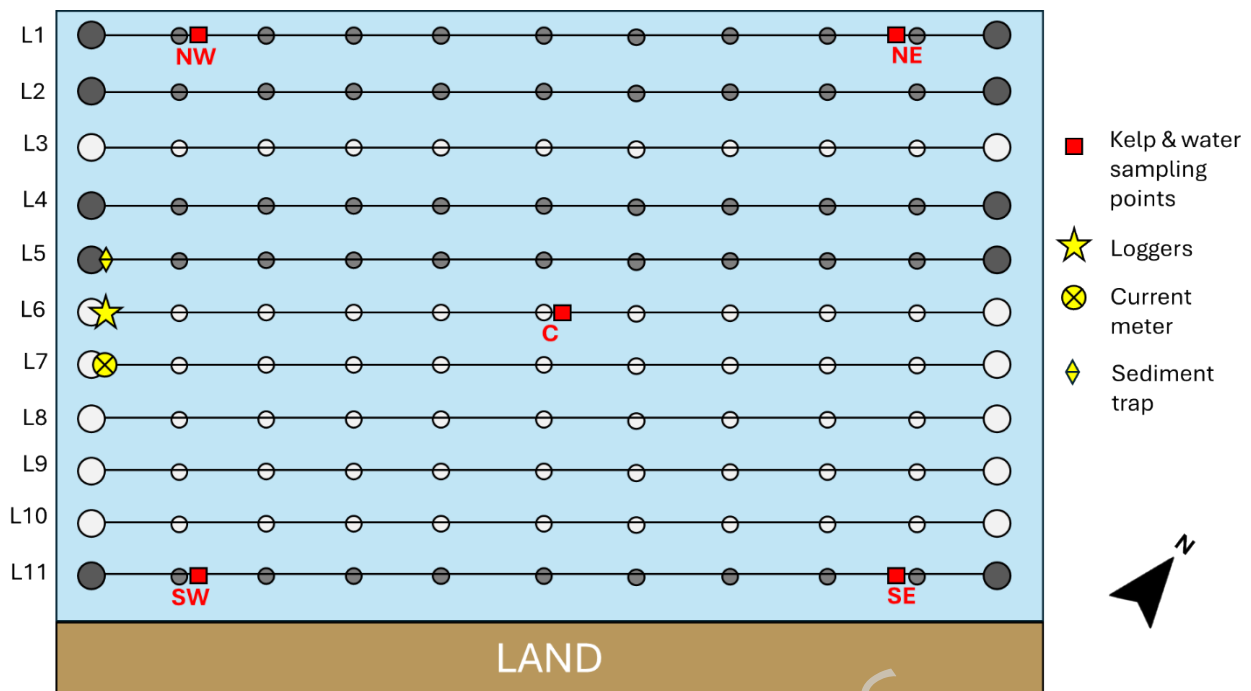 L1
NW
NE
L2
L3
L4
L5
L6
C
L7
L8
L9
L10
L11
SW
SE
LAND
Kelp & water
sampling
points
Loggers
Current
meter
Sediment
trap
N